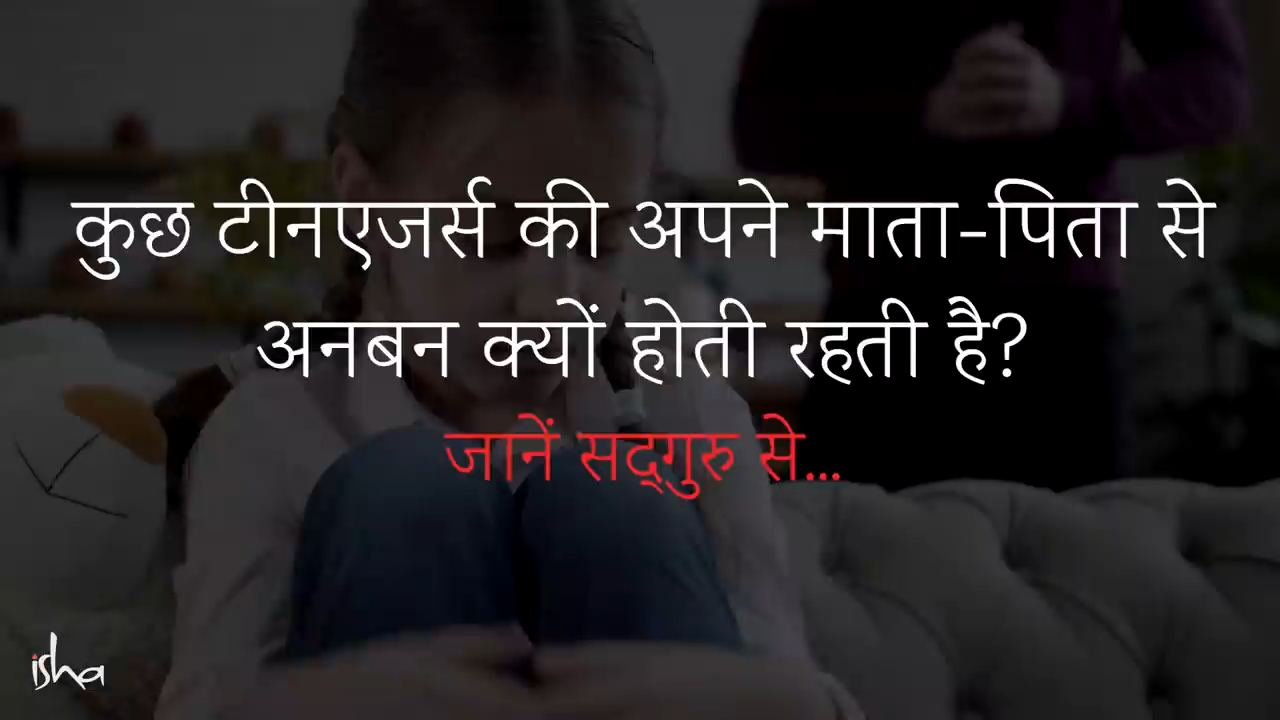 कुछ टीनएजर्स की अपने माता-पिता से
अनबन क्यों होती रहती है?
जानें सद्‌गुरु से...
isha